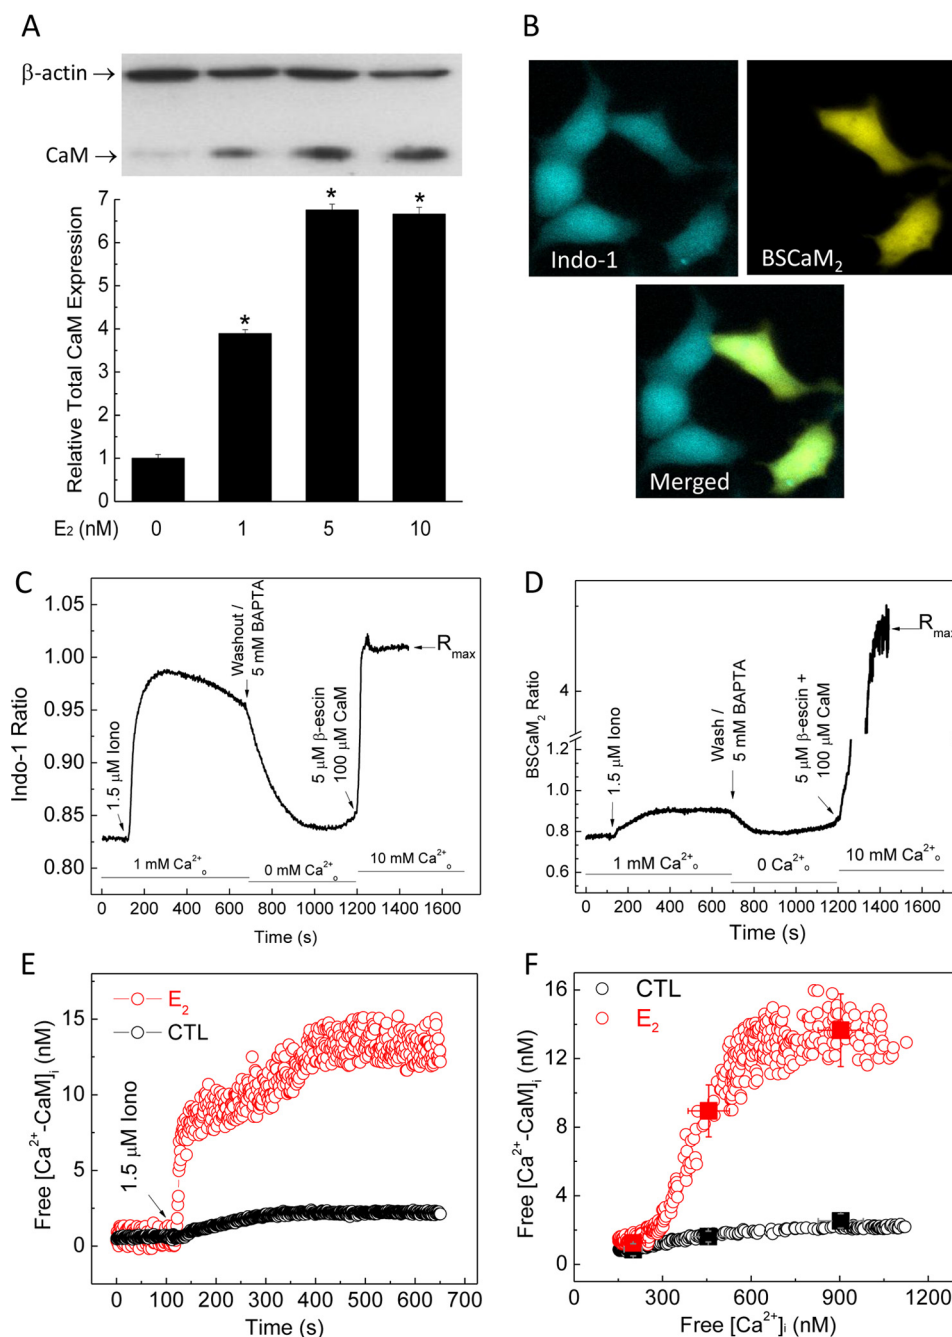 A
β-actin →
CaM →
Relative Total CaM Expression
7
6
5
4
3
2
1
0
* * *
E₂ (nM) 0 1 5 10
B
Indo-1
BSCaM₂
Merged
C
Indo-1 Ratio
1.05
1.00
0.95
0.90
0.85
0.80
1.5 µM Iono
Washout /
5 mM BAPTA
5 µM β-escin
100 µM CaM
Rmax
1 mM Ca²⁺o
0 mM Ca²⁺o
10 mM Ca²⁺o
0 200 400 600 800 1000 1200 1400 1600
Time (s)
D
BSCaM₂ Ratio
4
1.2
1.0
0.8
0.6
1.5 µM Iono
Wash /
5 mM BAPTA
5 µM β-escin +
100 µM CaM
Rmax
1 mM Ca²⁺o
0 Ca²⁺o
10 mM Ca²⁺o
0 200 400 600 800 1000 1200 1400 1600
Time (s)
E
E₂
CTL
Free [Ca²⁺-CaM]i (nM)
15
10
5
0
1.5 µM Iono
0 100 200 300 400 500 600 700
Time (s)
F
CTL
E₂
Free [Ca²⁺-CaM]i (nM)
16
12
8
4
0
0 300 600 900 1200
Free [Ca²⁺]i (nM)